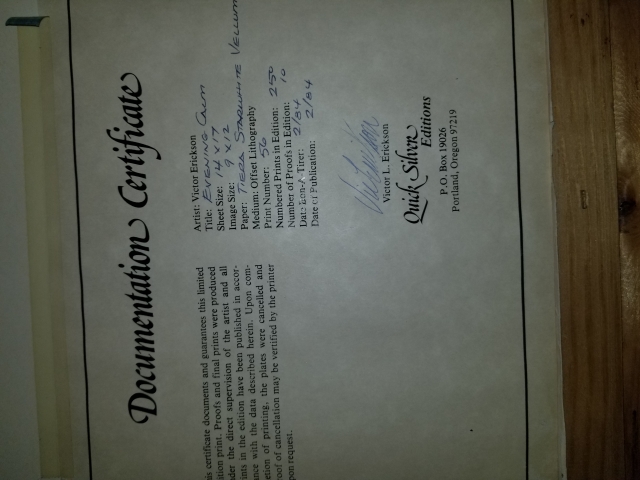 Documentation Certificate
is certificate documents and guarantees this limited
ition print. Proofs and final prints were produced
der the direct supervision of the artist and all
ints in the edition have been published in accor-
nce with the data described herein. Upon com-
etion of printing, the plates were cancelled and
oof of cancellation may be verified by the printer
pon request.
Artist: Victor Erickson
Title: EVENING CALM
Sheet Size: 14 x 17
Image Size: 9 x 12
Paper: TIERA STARWHITE VELLUM
Medium: Offset Lithography
Print Number: 56
Numbered Prints in Edition: 250
Number of Proofs in Edition: 10
Date Bon-A-Tirer: 2/84
Date of Publication: 2/84
Victor L. Erickson
Quick Silver
Editions
P.O. Box 19026
Portland, Oregon 97219